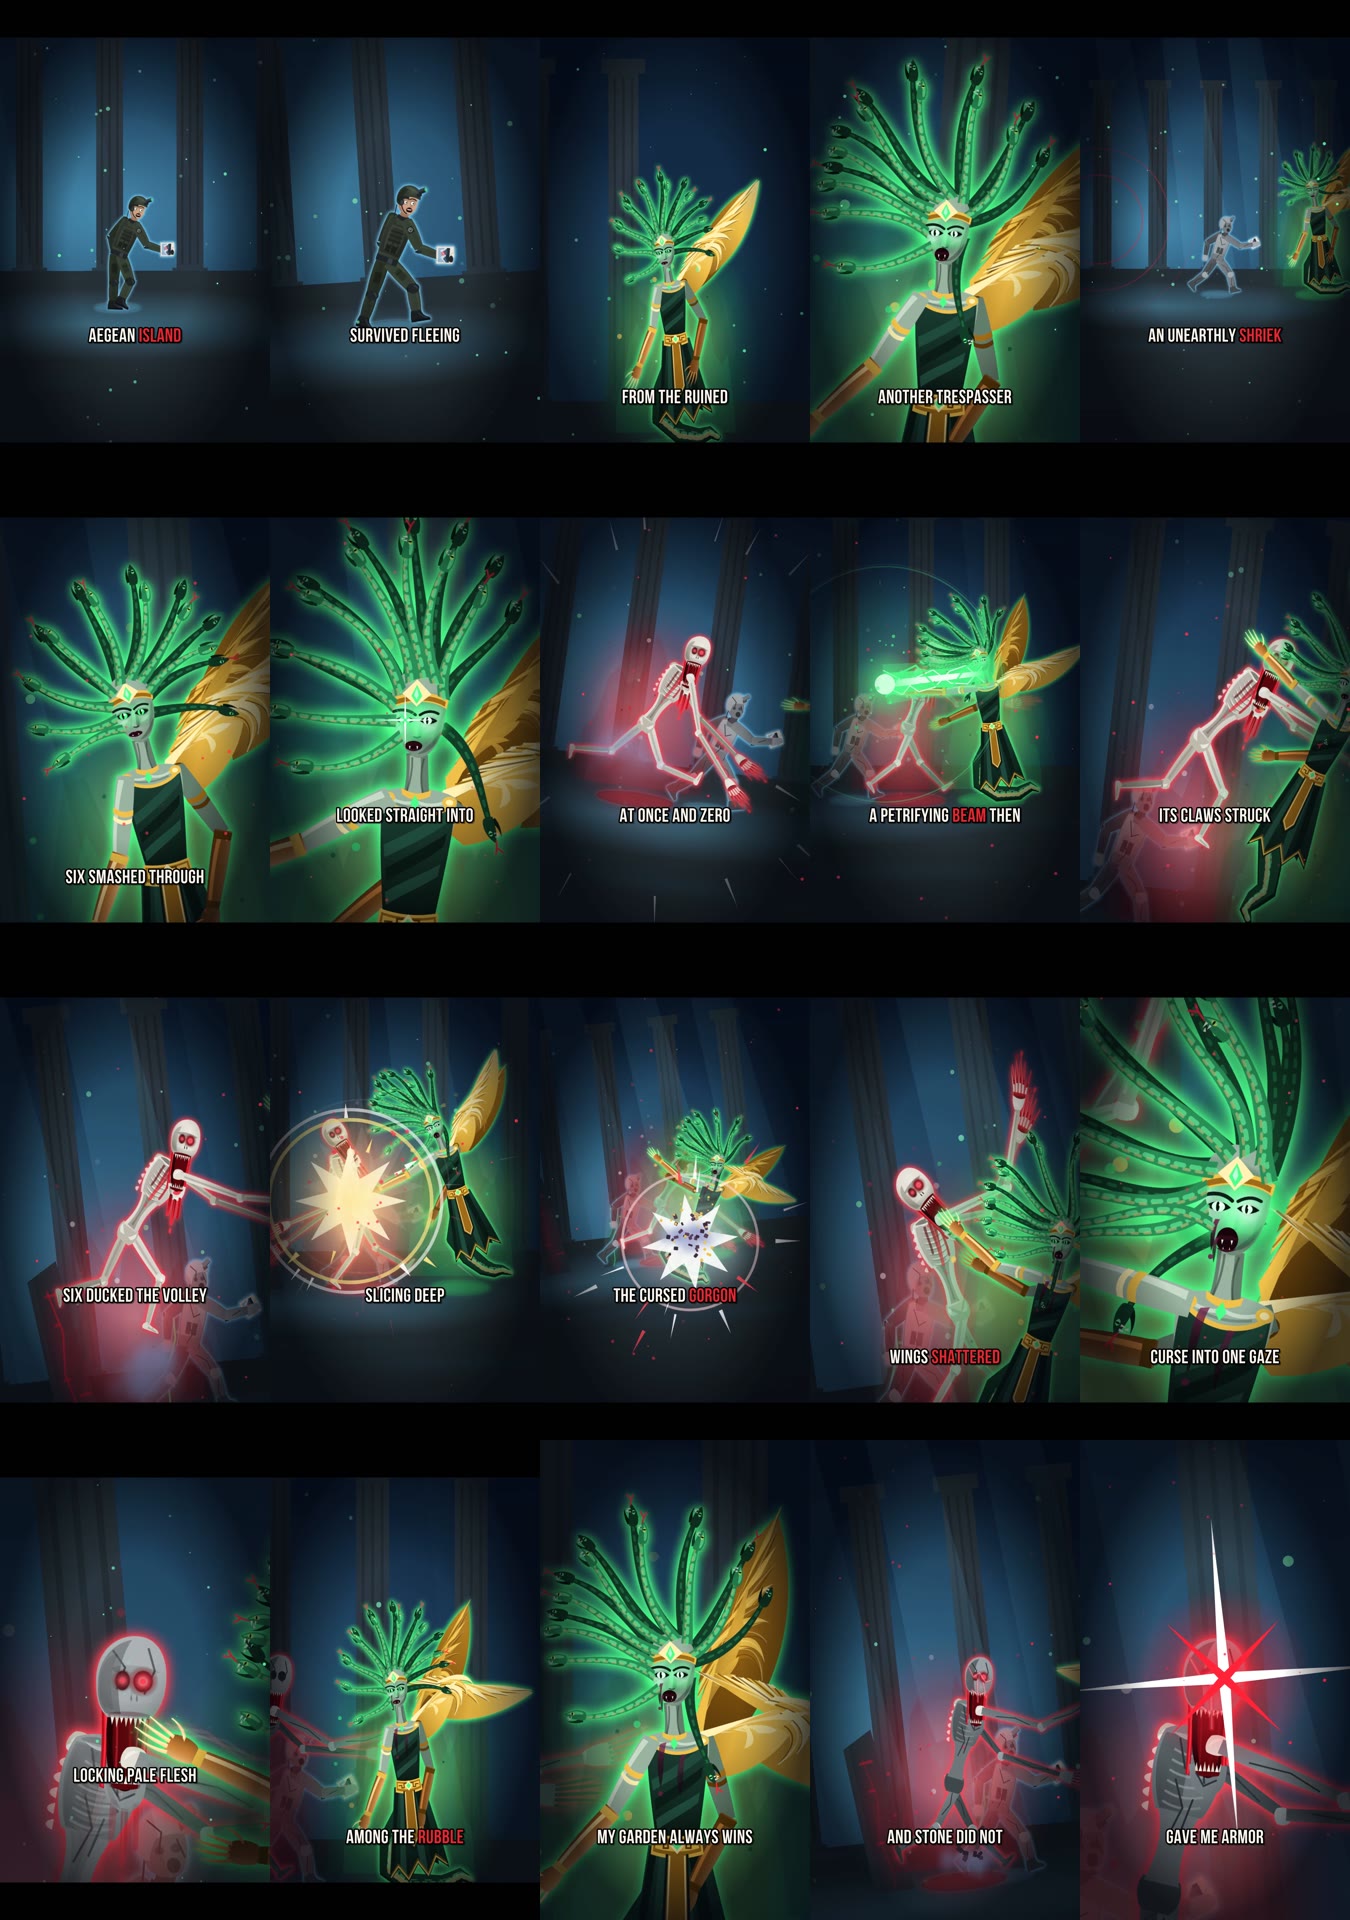 AEGEAN ISLAND
SURVIVED FLEEING
FROM THE RUINED
ANOTHER TRESPASSER
AN UNEARTHLY SHRIEK
SIX SMASHED THROUGH
LOOKED STRAIGHT INTO
AT ONCE AND ZERO
A PETRIFYING BEAM THEN
ITS CLAWS STRUCK
SIX DUCKED THE VOLLEY
SLICING DEEP
THE CURSED GORGON
WINGS SHATTERED
CURSE INTO ONE GAZE
LOCKING PALE FLESH
AMONG THE RUBBLE
MY GARDEN ALWAYS WINS
AND STONE DID NOT
GAVE ME ARMOR